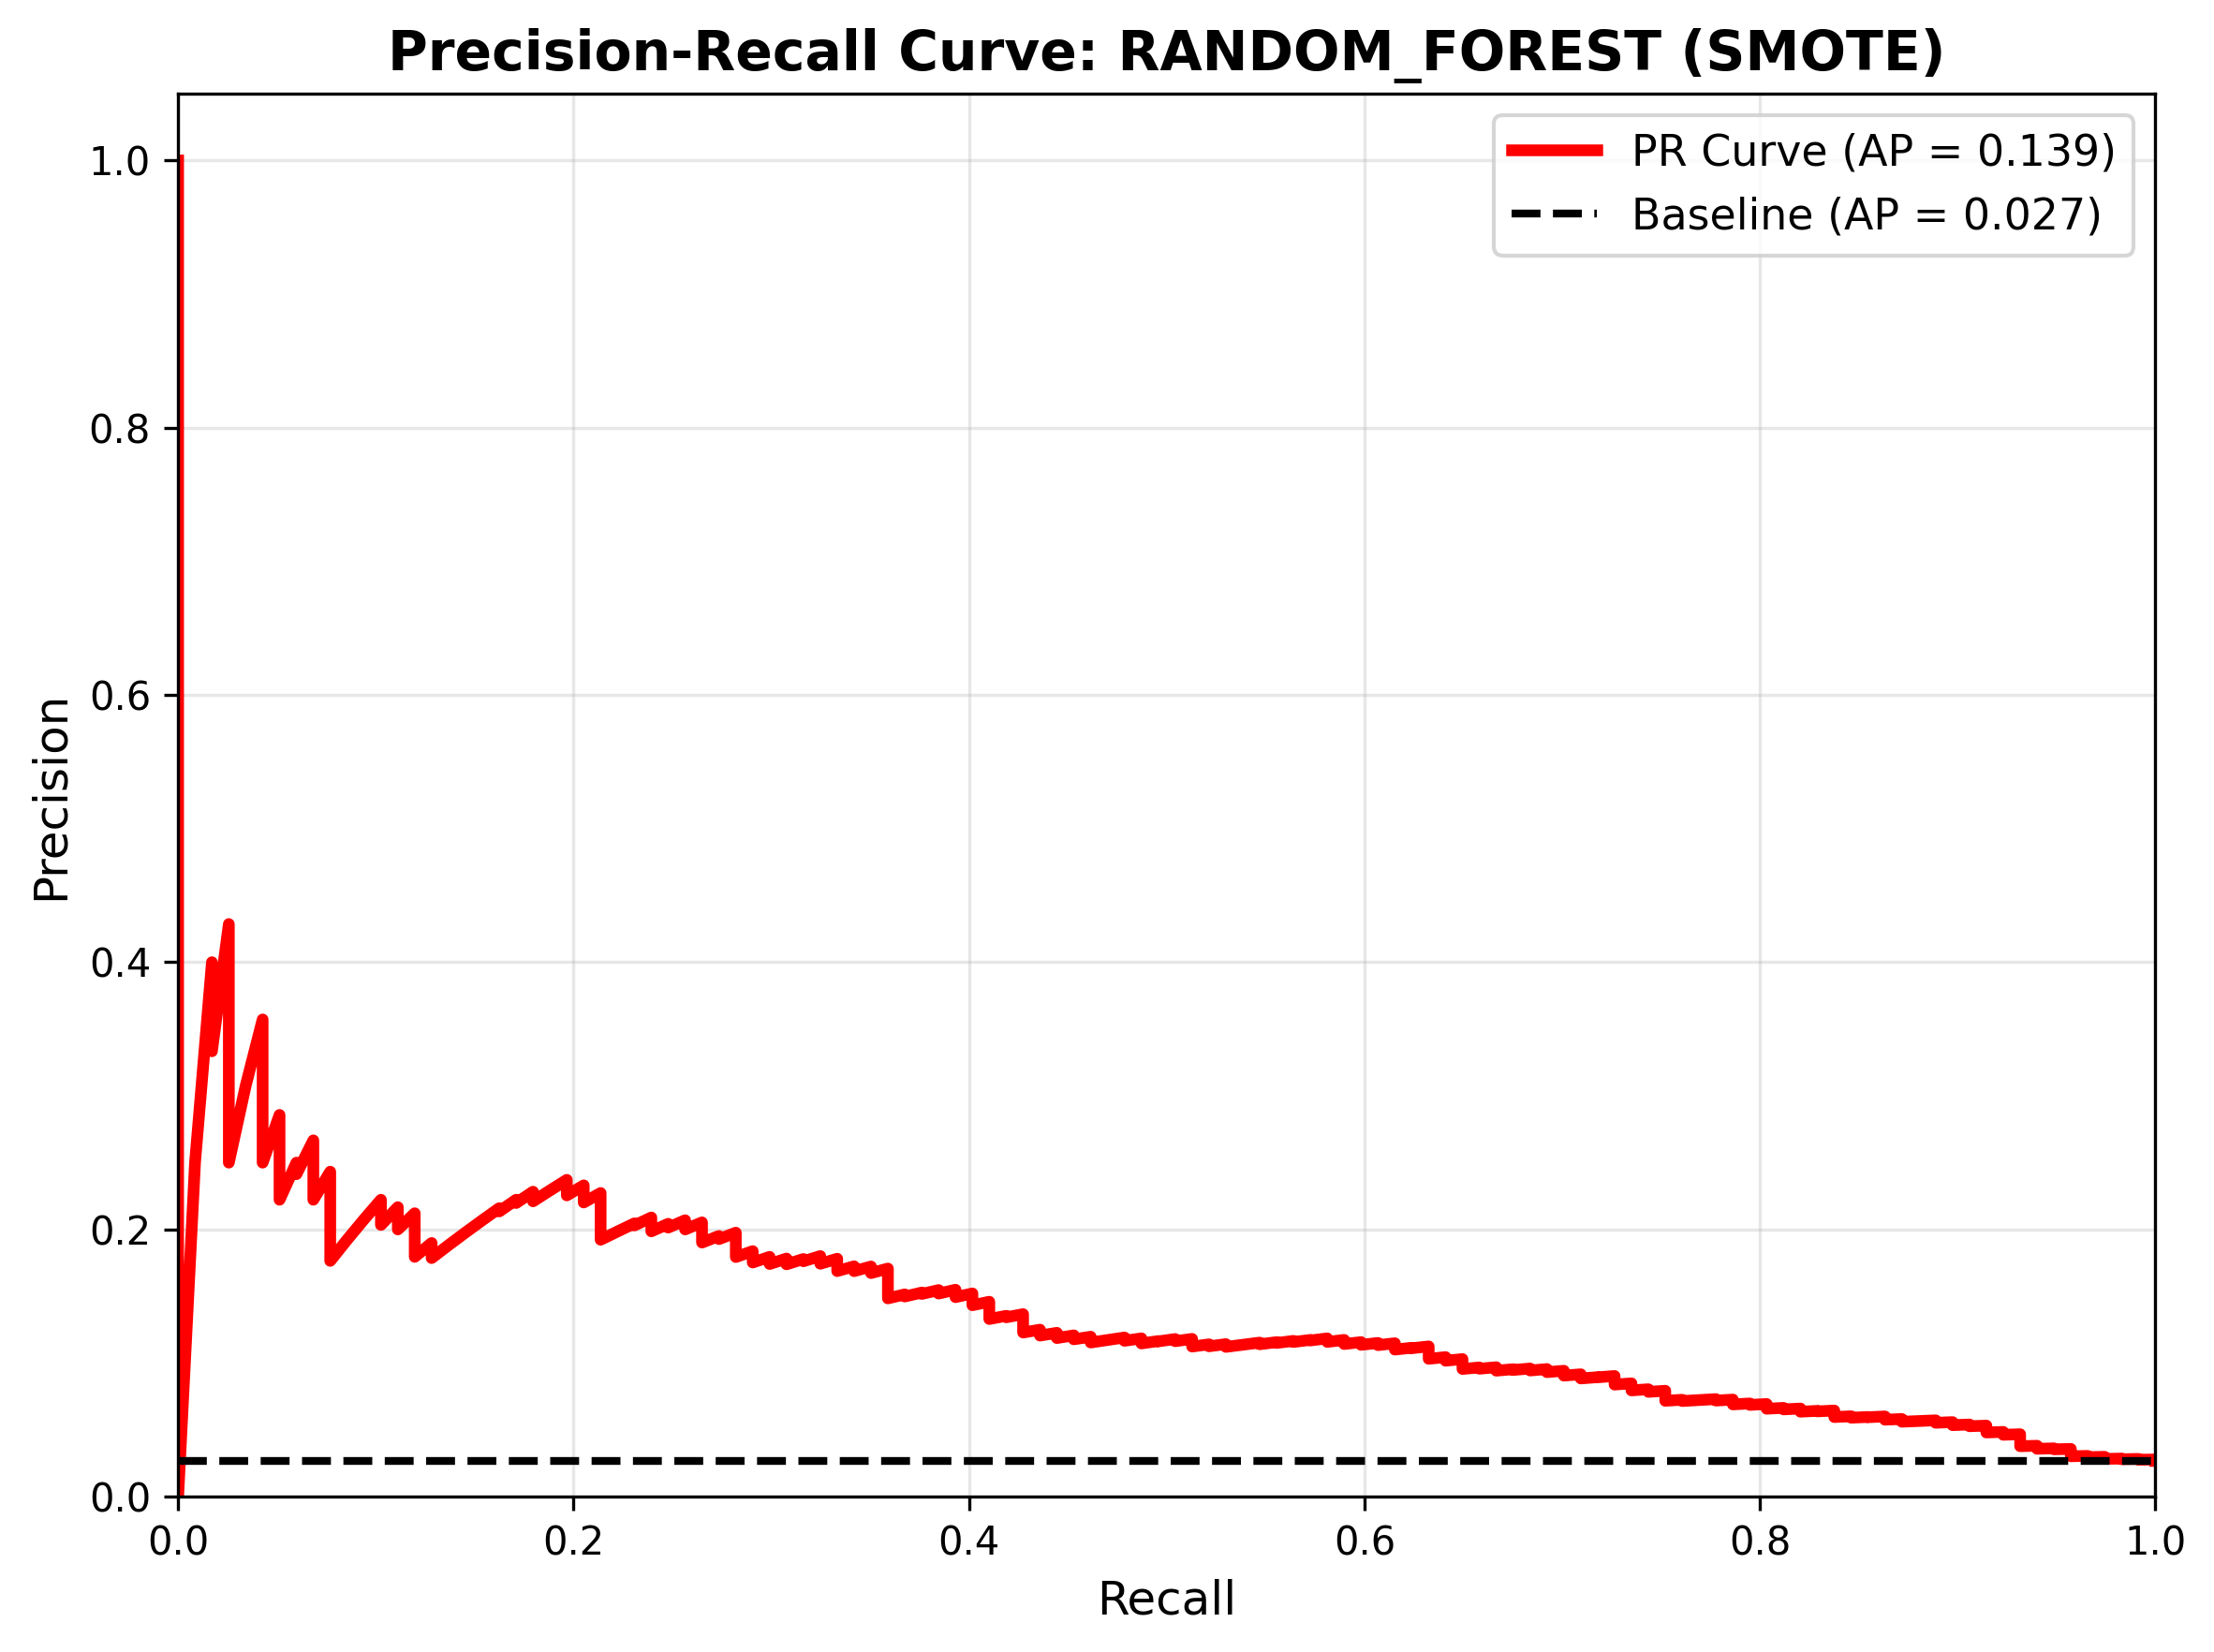 Precision-Recall Curve: RANDOM_FOREST (SMOTE)
PR Curve (AP = 0.139)
Baseline (AP = 0.027)
1.0
0.8
0.6
0.4
0.2
0.0
Precision
0.0 0.2 0.4 0.6 0.8 1.0
Recall